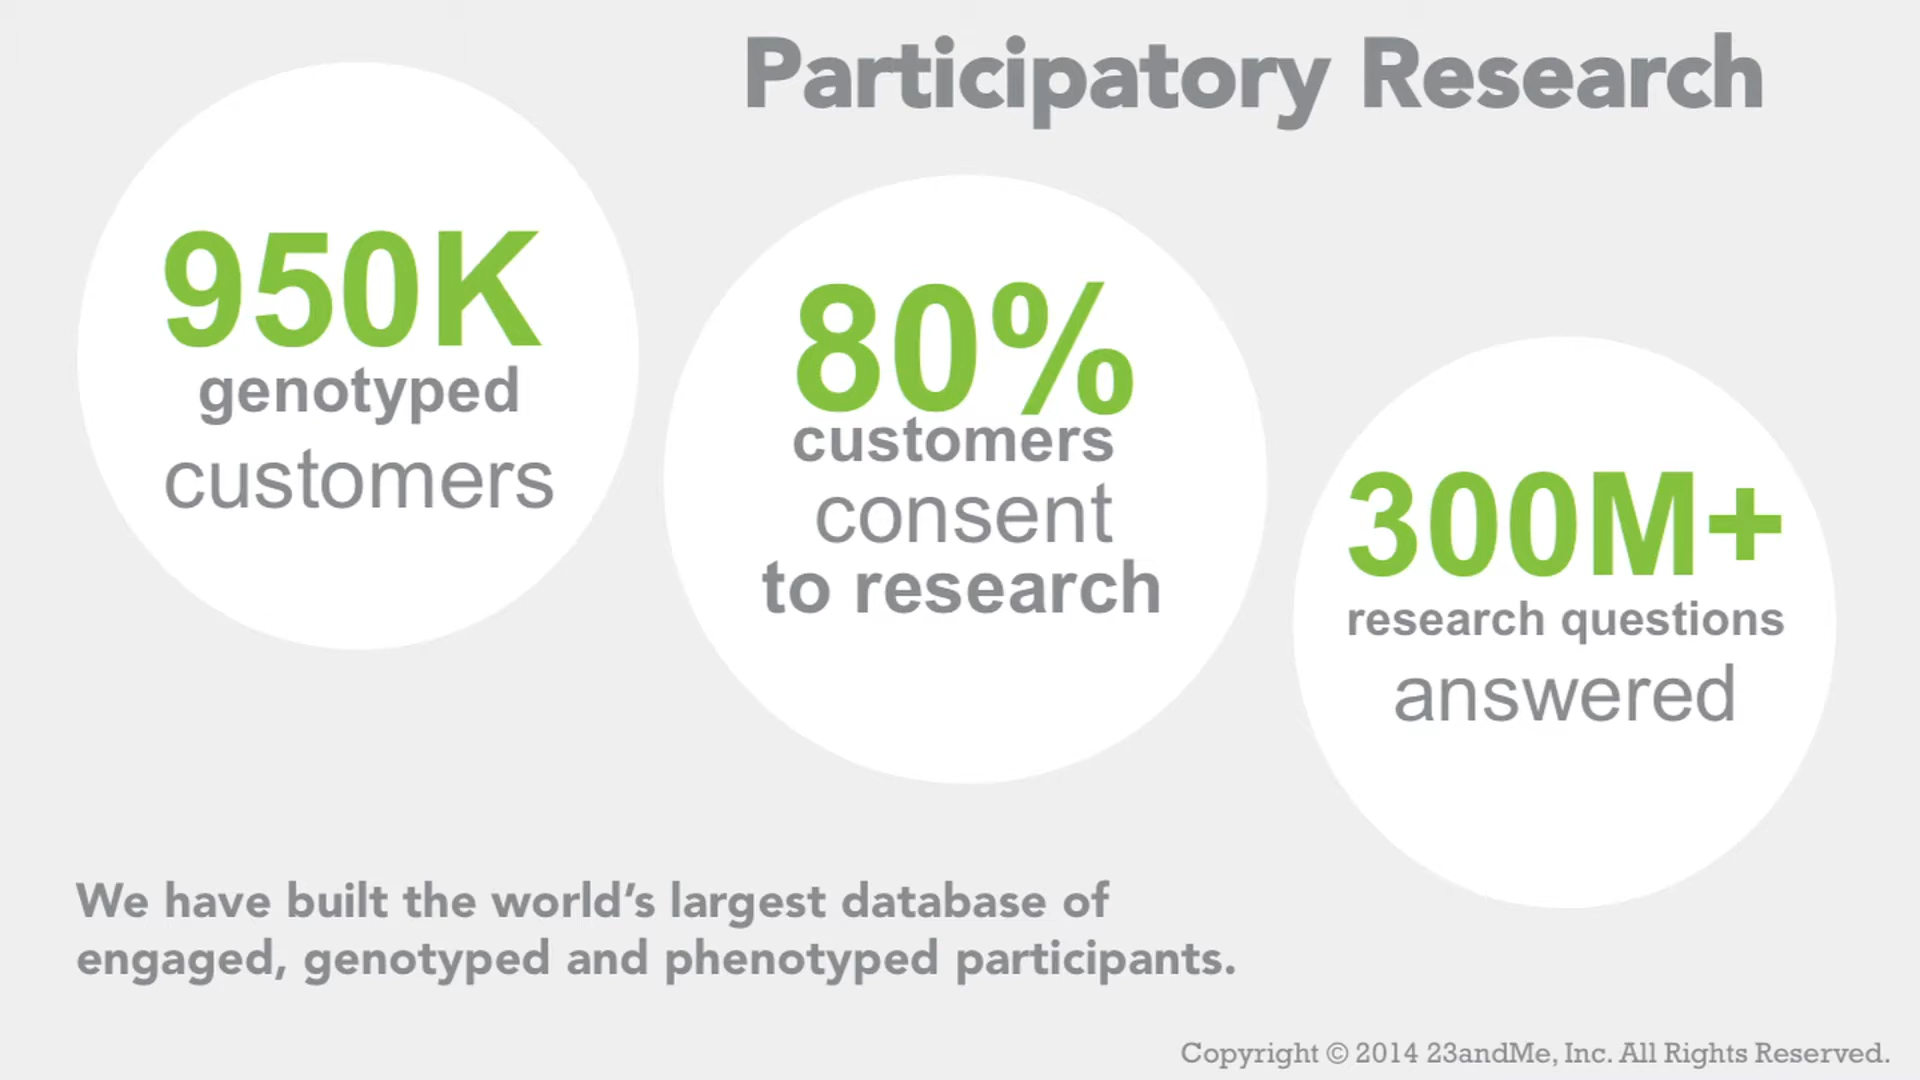 Participatory Research
950K
genotyped
customers
80%
customers
consent
to research
300M+
research questions
answered
We have built the world’s largest database of
engaged, genotyped and phenotyped participants.
Copyright © 2014 23andMe, Inc. All Rights Reserved.